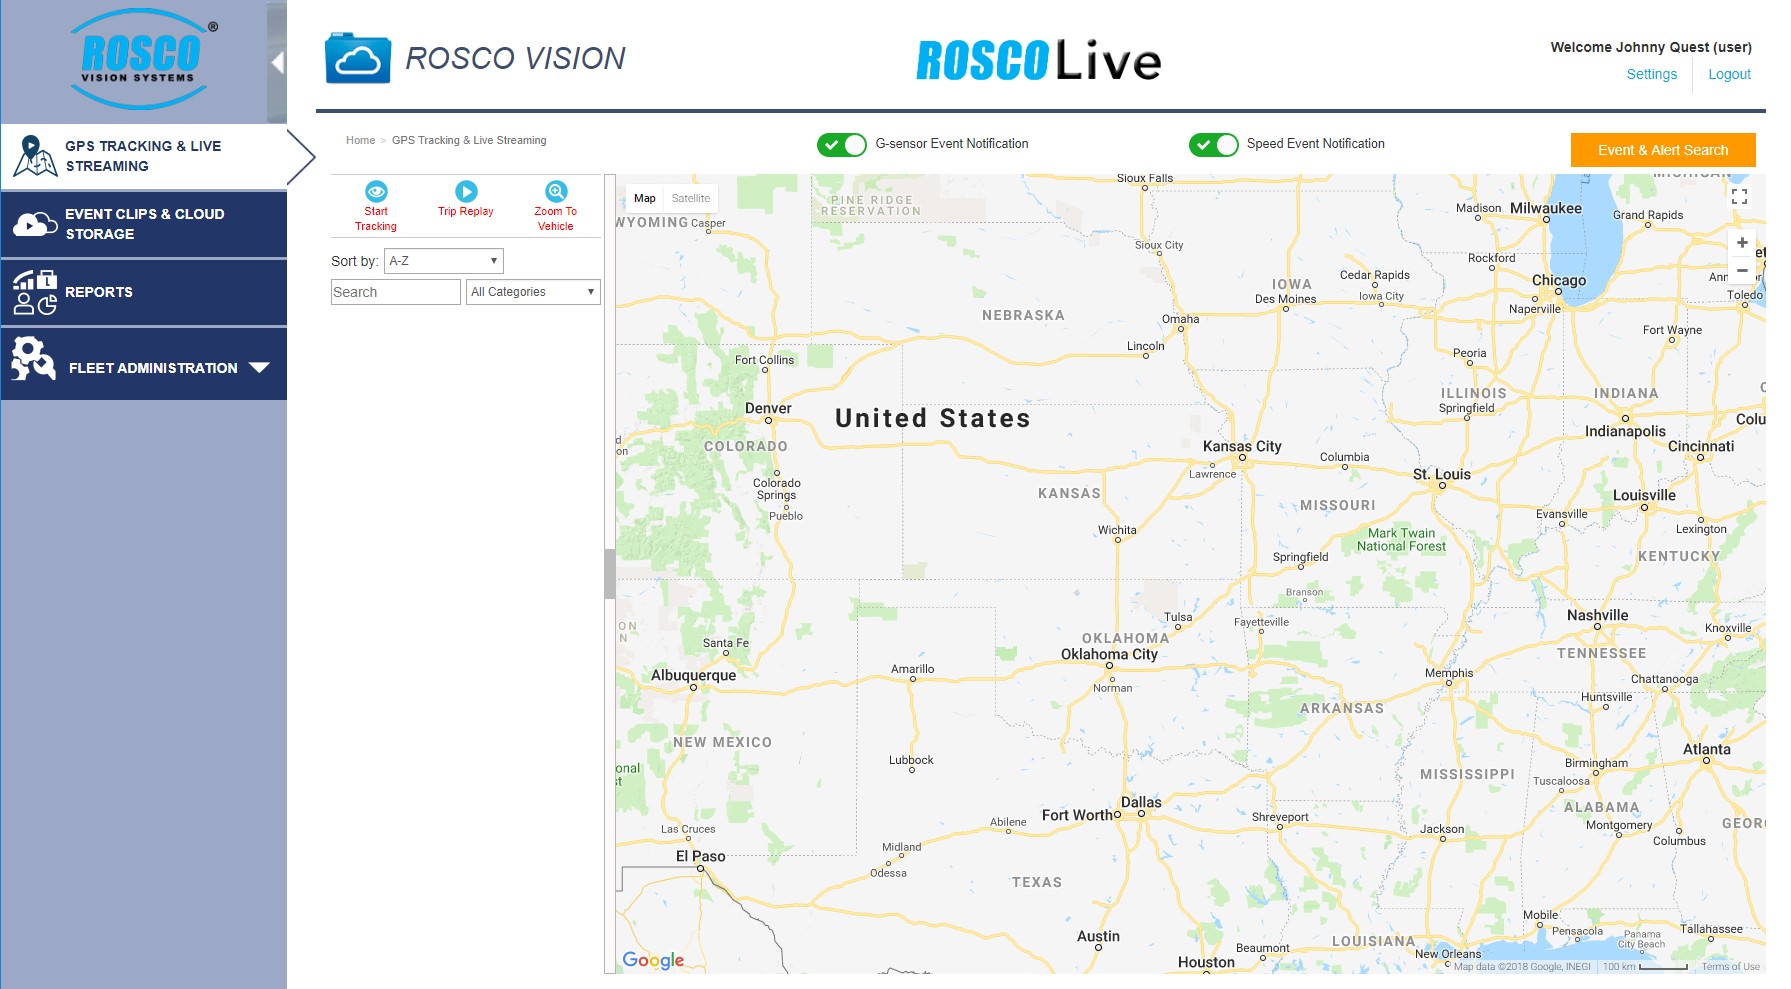 ROSCO ®
VISION SYSTEMS
ROSCO VISION
ROSCO Live
Welcome Johnny Quest (user)
Settings
Logout
GPS TRACKING & LIVE
STREAMING
EVENT CLIPS & CLOUD
STORAGE
REPORTS
FLEET ADMINISTRATION
Home > GPS Tracking & Live Streaming
G-sensor Event Notification
Speed Event Notification
Event & Alert Search
Start
Tracking
Trip Replay
Zoom To
Vehicle
Sort by: A-Z
Search
All Categories
Map
Satellite
Sioux Falls
MICHIGAN
PINE RIDGE
RESERVATION
Madison
Milwaukee
Grand Rapids
WYOMING
Casper
Sioux City
Rockford
Cedar Rapids
Chicago
IOWA
Des Moines
Iowa City
Toledo
Naperville
NEBRASKA
Omaha
Fort Wayne
Lincoln
Peoria
Fort Collins
ILLINOIS
INDIANA
Denver
Springfield
United States
Colu
Indianapolis
COLORADO
Kansas City
Cincinnati
Columbia
Lawrence
St. Louis
Colorado
Springs
KANSAS
Louisville
MISSOURI
Pueblo
Evansville
Wichita
Lexington
Mark Twain
National Forest
Springfield
KENTUCKY
Branson
Nashville
Tulsa
Fayetteville
Knoxville
OKLAHOMA
Santa Fe
Oklahoma City
TENNESSEE
Amarillo
Albuquerque
Memphis
Chattanooga
Norman
Huntsville
ARKANSAS
NEW MEXICO
Atlanta
Lubbock
Birmingham
onal
st
MISSISSIPPI
Tuscaloosa
Dallas
ALABAMA
Fort Worth
Shreveport
Abilene
Montgomery
GEOR
Las Cruces
Jackson
Columbus
Midland
El Paso
Odessa
TEXAS
Mobile
Pensacola
Tallahassee
Austin
Panama
City Beach
LOUISIANA
Beaumont
New Orleans
Houston
Google
Map data ©2018 Google, INEGI
100 km
Terms of Use